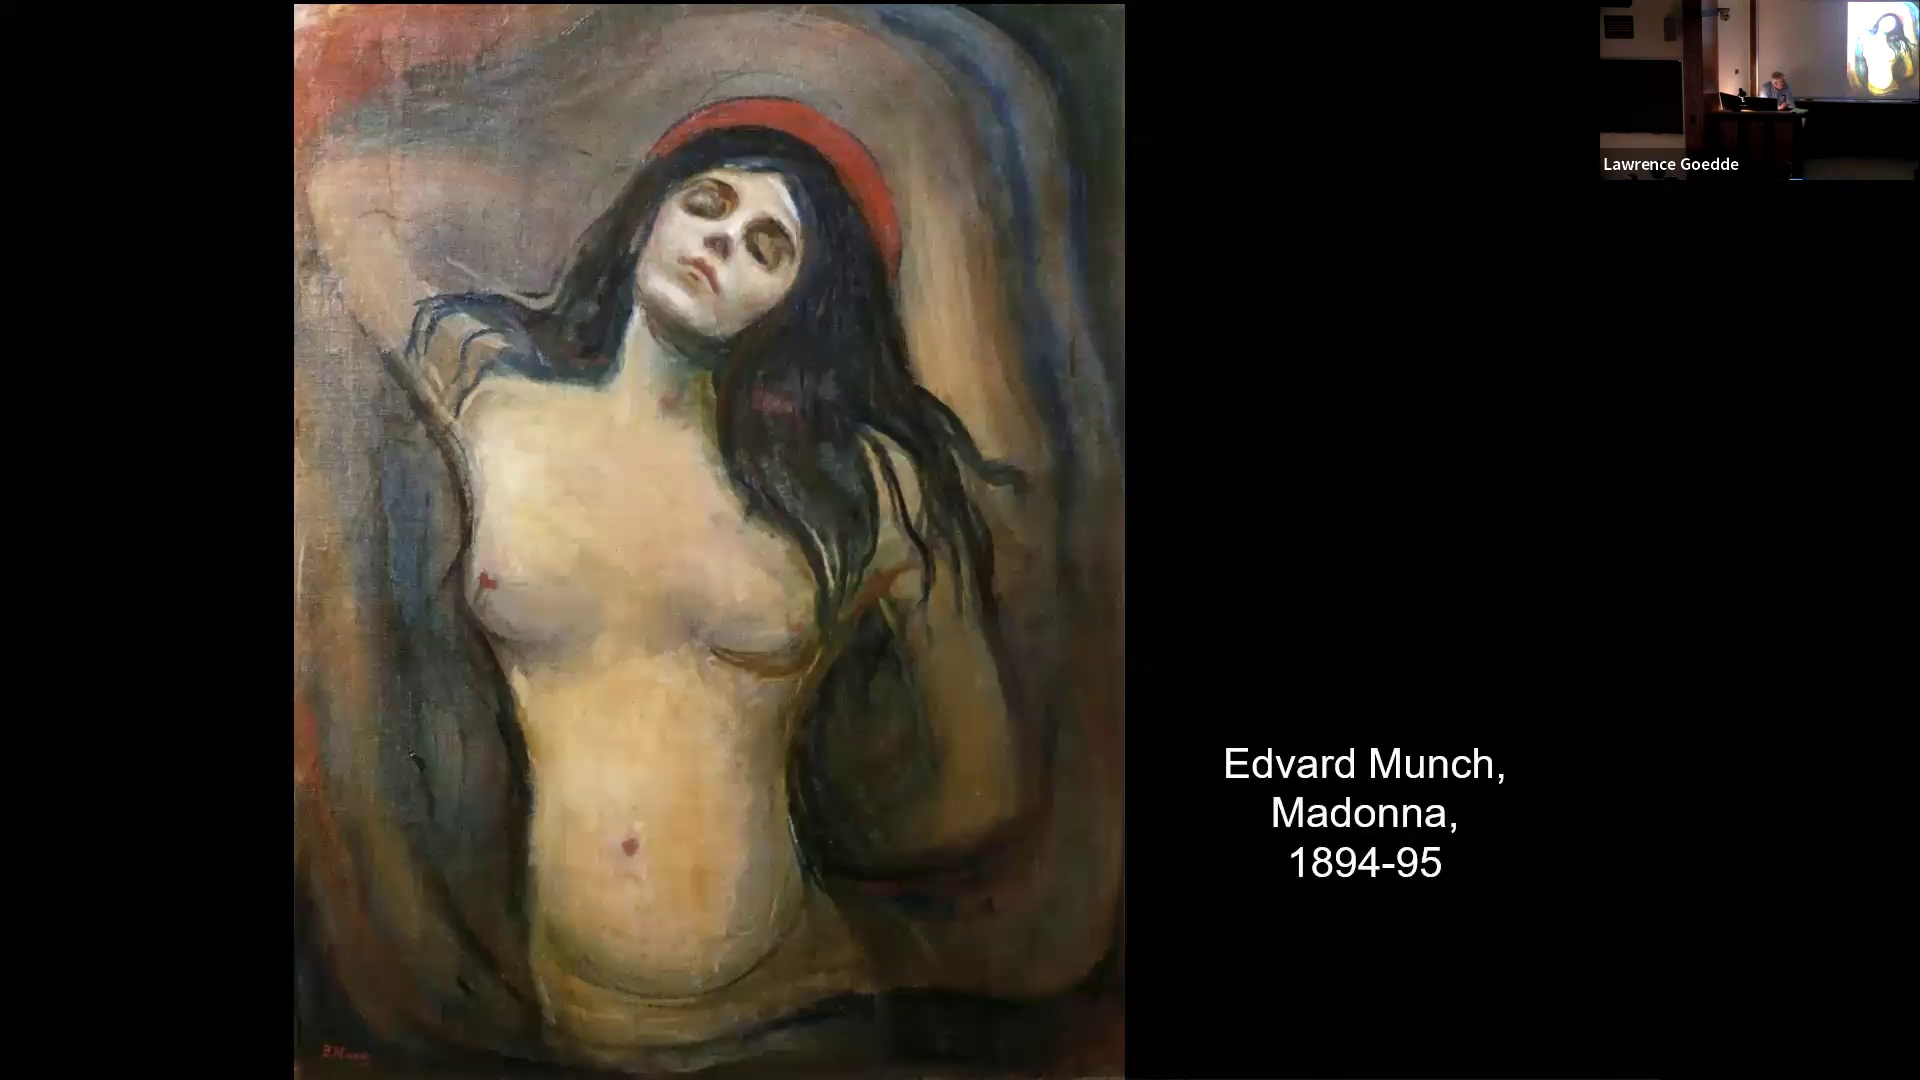 Lawrence Goedde
Edvard Munch,
Madonna,
1894-95